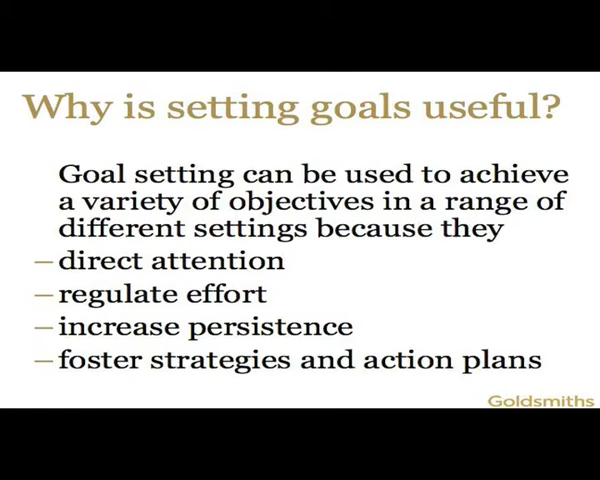 Why is setting goals useful?
Goal setting can be used to achieve
a variety of objectives in a range of
different settings because they
– direct attention
– regulate effort
– increase persistence
– foster strategies and action plans
Goldsmiths